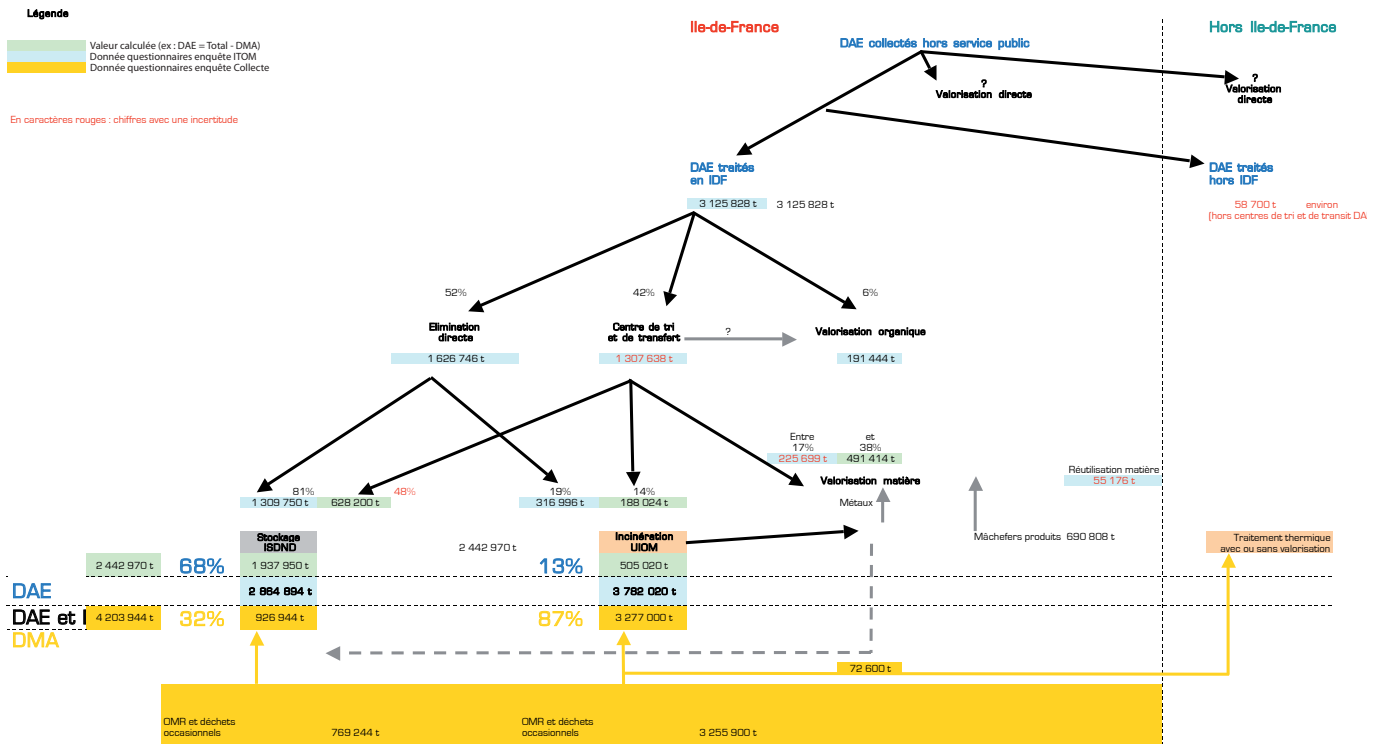 Légende
Valeur calculée (ex : DAE = Total - DMA)
Donnée questionnaires enquête ITOM
Donnée questionnaires enquête Collecte
En caractères rouges : chiffres avec une incertitude
Ile-de-France
Hors Ile-de-France
DAE collectés hors service public
?
Valorisation directe
?
Valorisation
directe
DAE traités
en IDF
3 125 828 t
3 125 828 t
DAE traités
hors IDF
58 700 t environ
(hors centres de tri et de transit DA
52%
42%
6%
Elimination
directe
1 626 746 t
Centre de tri
et de transfert
1 307 638 t
?
Valorisation organique
191 444 t
Entre
17%
225 699 t
et
38%
491 414 t
Valorisation matière
Métaux
Réutilisation matière
55 176 t
81%
48%
1 309 750 t
628 200 t
19%
14%
316 996 t
188 024 t
Stockage
ISDND
2 442 970 t
Incinération
UIOM
Mâchefers produits 690 808 t
Traitement thermique
avec ou sans valorisation
2 442 970 t
68%
1 937 950 t
13%
505 020 t
DAE
2 864 894 t
3 782 020 t
DAE et
4 203 944 t
32%
926 944 t
87%
3 277 000 t
DMA
72 600 t
OMR et déchets
occasionnels
769 244 t
OMR et déchets
occasionnels
3 255 900 t